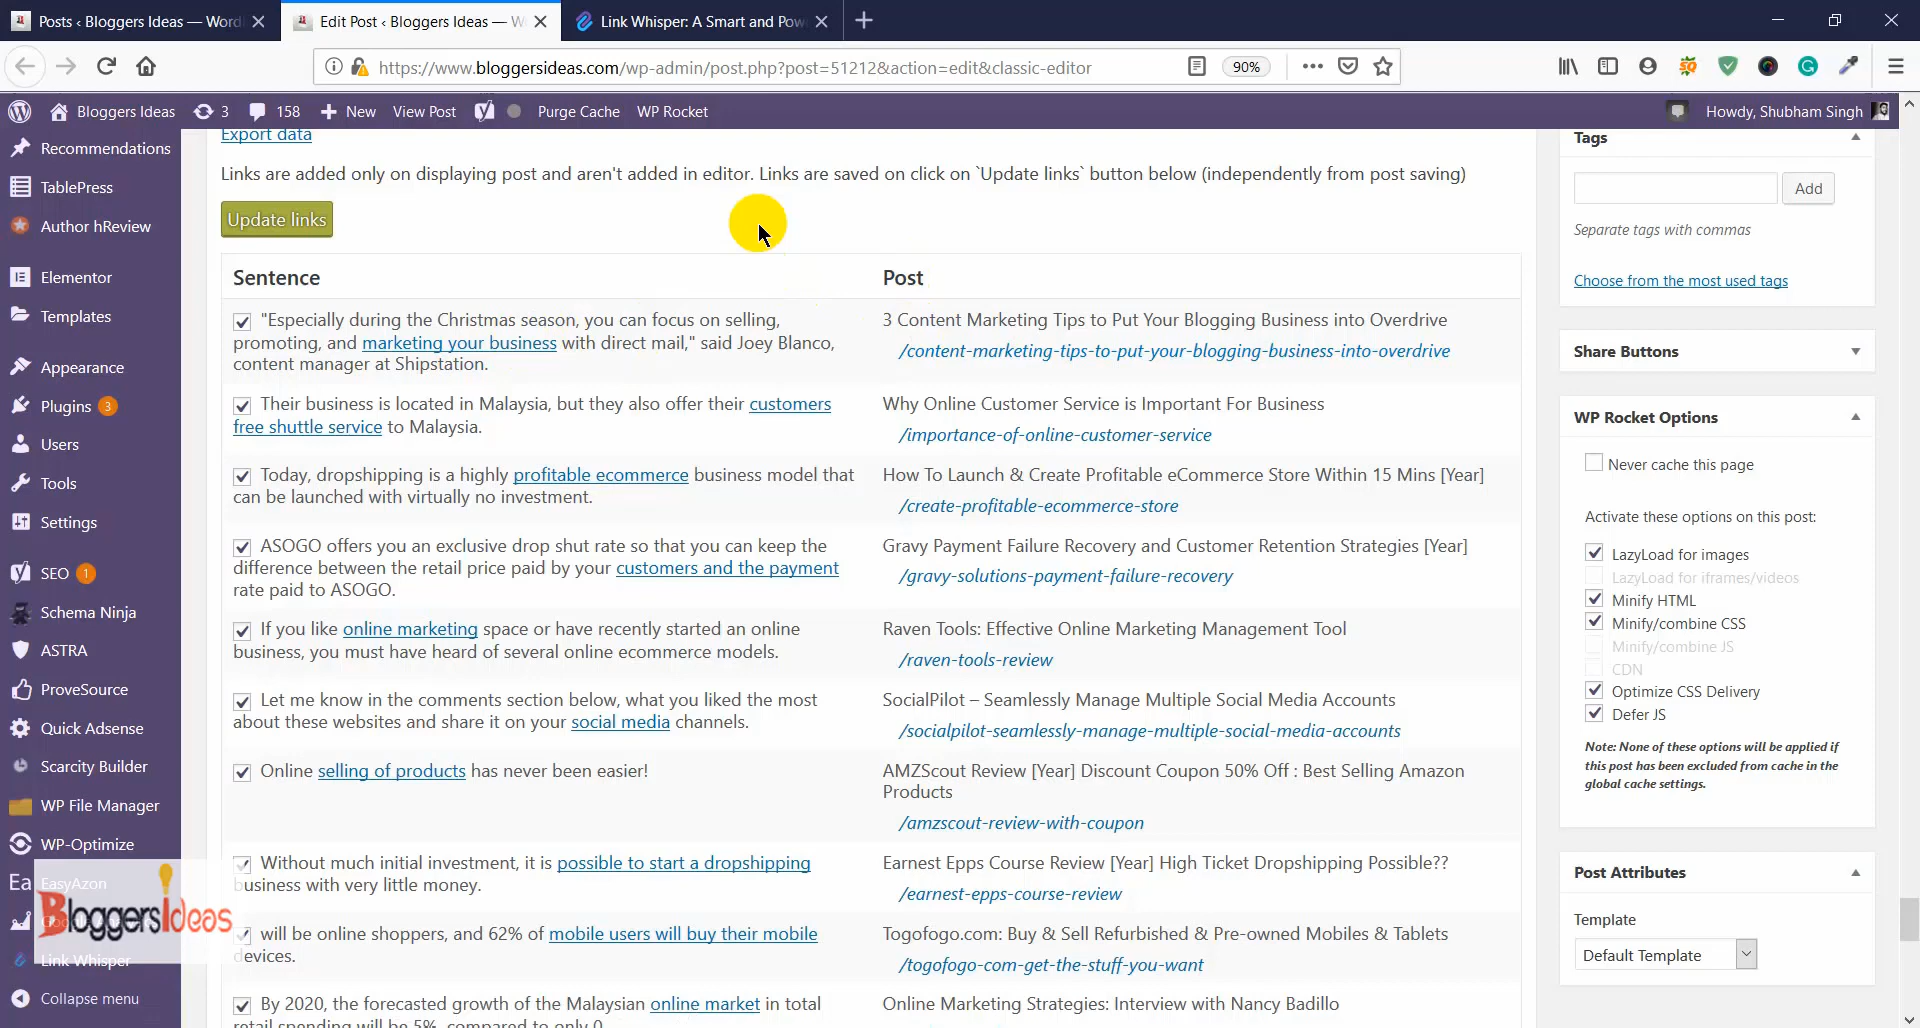 Posts ‹ Bloggers Ideas — Word
Edit Post ‹ Bloggers Ideas — W
Link Whisper: A Smart and Pow
https://www.bloggersideas.com/wp-admin/post.php?post=51212&action=edit&classic-editor
90%
Bloggers Ideas
3
158
New
View Post
Purge Cache
WP Rocket
Howdy, Shubham Singh
Recommendations
TablePress
Author hReview
Elementor
Templates
Appearance
Plugins 3
Users
Tools
Settings
SEO 1
Schema Ninja
ASTRA
ProveSource
Quick Adsense
Scarcity Builder
WP File Manager
WP-Optimize
Ea EasyAzon
BloggersIdeas
Link Whisper
Collapse menu
Export data
Links are added only on displaying post and aren't added in editor. Links are saved on click on `Update links` button below (independently from post saving)
Update links
Sentence
Post
"Especially during the Christmas season, you can focus on selling,
promoting, and marketing your business with direct mail," said Joey Blanco,
content manager at Shipstation.
3 Content Marketing Tips to Put Your Blogging Business into Overdrive
/content-marketing-tips-to-put-your-blogging-business-into-overdrive
Their business is located in Malaysia, but they also offer their customers
free shuttle service to Malaysia.
Why Online Customer Service is Important For Business
/importance-of-online-customer-service
Today, dropshipping is a highly profitable ecommerce business model that
can be launched with virtually no investment.
How To Launch & Create Profitable eCommerce Store Within 15 Mins [Year]
/create-profitable-ecommerce-store
ASOGO offers you an exclusive drop shut rate so that you can keep the
difference between the retail price paid by your customers and the payment
rate paid to ASOGO.
Gravy Payment Failure Recovery and Customer Retention Strategies [Year]
/gravy-solutions-payment-failure-recovery
If you like online marketing space or have recently started an online
business, you must have heard of several online ecommerce models.
Raven Tools: Effective Online Marketing Management Tool
/raven-tools-review
Let me know in the comments section below, what you liked the most
about these websites and share it on your social media channels.
SocialPilot – Seamlessly Manage Multiple Social Media Accounts
/socialpilot-seamlessly-manage-multiple-social-media-accounts
Online selling of products has never been easier!
AMZScout Review [Year] Discount Coupon 50% Off : Best Selling Amazon
Products
/amzscout-review-with-coupon
Without much initial investment, it is possible to start a dropshipping
business with very little money.
Earnest Epps Course Review [Year] High Ticket Dropshipping Possible??
/earnest-epps-course-review
will be online shoppers, and 62% of mobile users will buy their mobile
devices.
Togofogo.com: Buy & Sell Refurbished & Pre-owned Mobiles & Tablets
/togofogo-com-get-the-stuff-you-want
By 2020, the forecasted growth of the Malaysian online market in total
retail spending will be 5%, compared to only 0
Online Marketing Strategies: Interview with Nancy Badillo
Tags
Add
Separate tags with commas
Choose from the most used tags
Share Buttons
WP Rocket Options
Never cache this page
Activate these options on this post:
LazyLoad for images
LazyLoad for iframes/videos
Minify HTML
Minify/combine CSS
Minify/combine JS
CDN
Optimize CSS Delivery
Defer JS
Note: None of these options will be applied if
this post has been excluded from cache in the
global cache settings.
Post Attributes
Template
Default Template